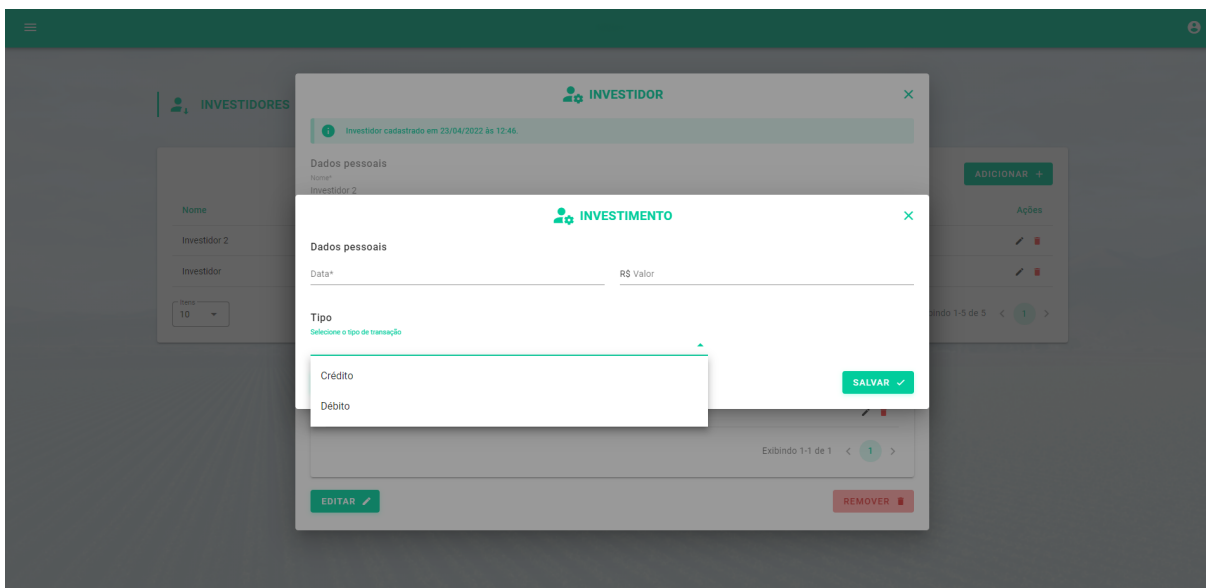 INVESTIDORES
INVESTIDOR
Investidor cadastrado em 23/04/2022 às 12:46.
Dados pessoais
Nome*
Investidor 2
ADICIONAR +
Nome
Ações
Investidor 2
Investidor
Itens
10
bindo 1-5 de 5 < 1 >
INVESTIMENTO
Dados pessoais
Data*
R$ Valor
Tipo
Selecione o tipo de transação
Crédito
Débito
SALVAR
Exibindo 1-1 de 1 < 1 >
EDITAR
REMOVER